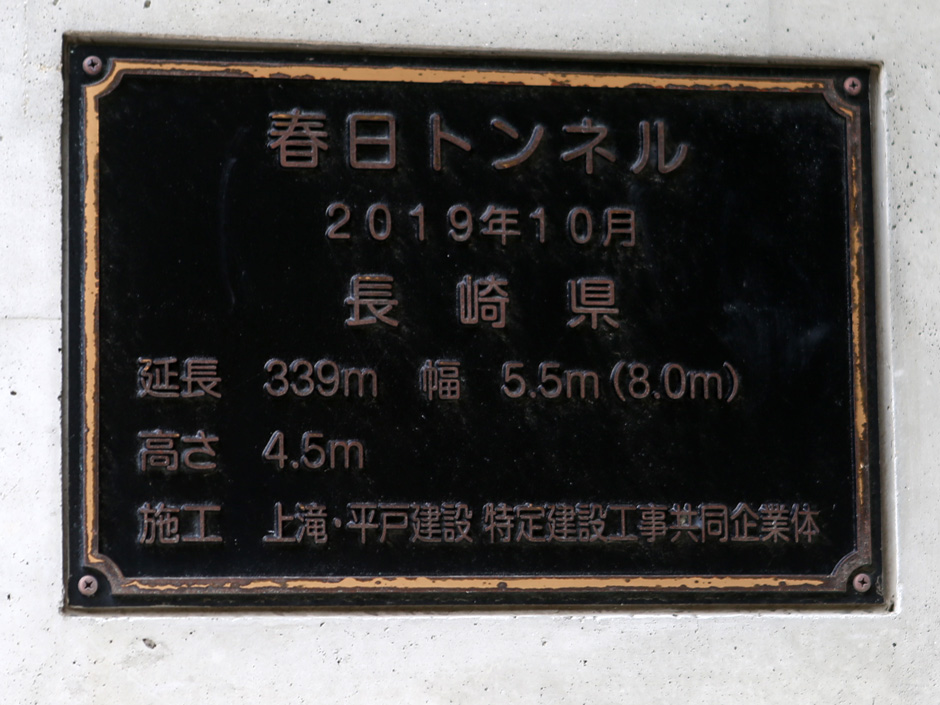 春日トンネル
2019年10月
長崎県
延長 339m 幅 5.5m(8.0m)
高さ 4.5m
施工 上滝・平戸建設 特定建設工事共同企業体